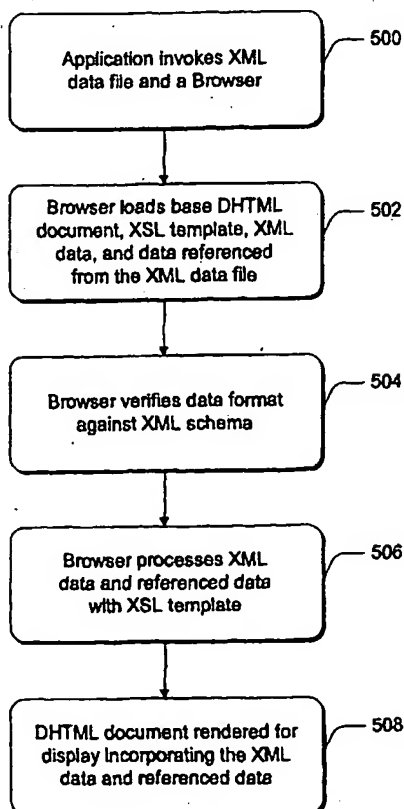 Application invokes XML
data file and a Browser
500
Browser loads base DHTML
document, XSL template, XML
data, and data referenced
from the XML data file
502
Browser verifies data format
against XML schema
504
Browser processes XML
data and referenced data
with XSL template
506
DHTML document rendered for
display incorporating the XML
data and referenced data
508